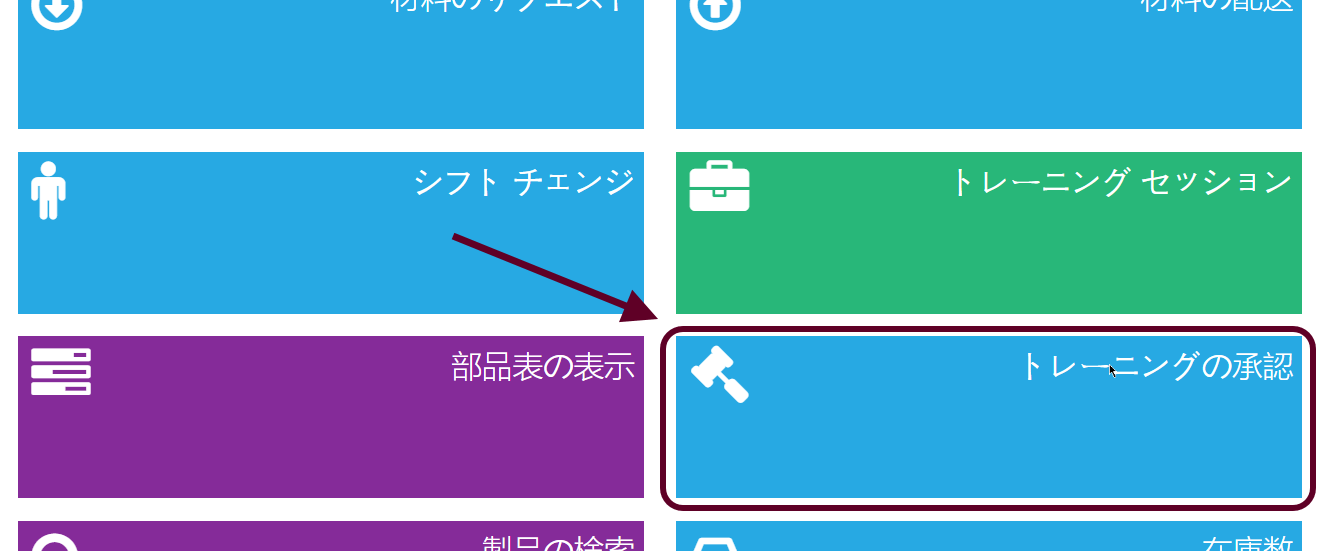 材料のリクエスト
材料の配送
シフト チェンジ
トレーニング セッション
部品表の表示
トレーニングの承認
製品の検索
在庫数